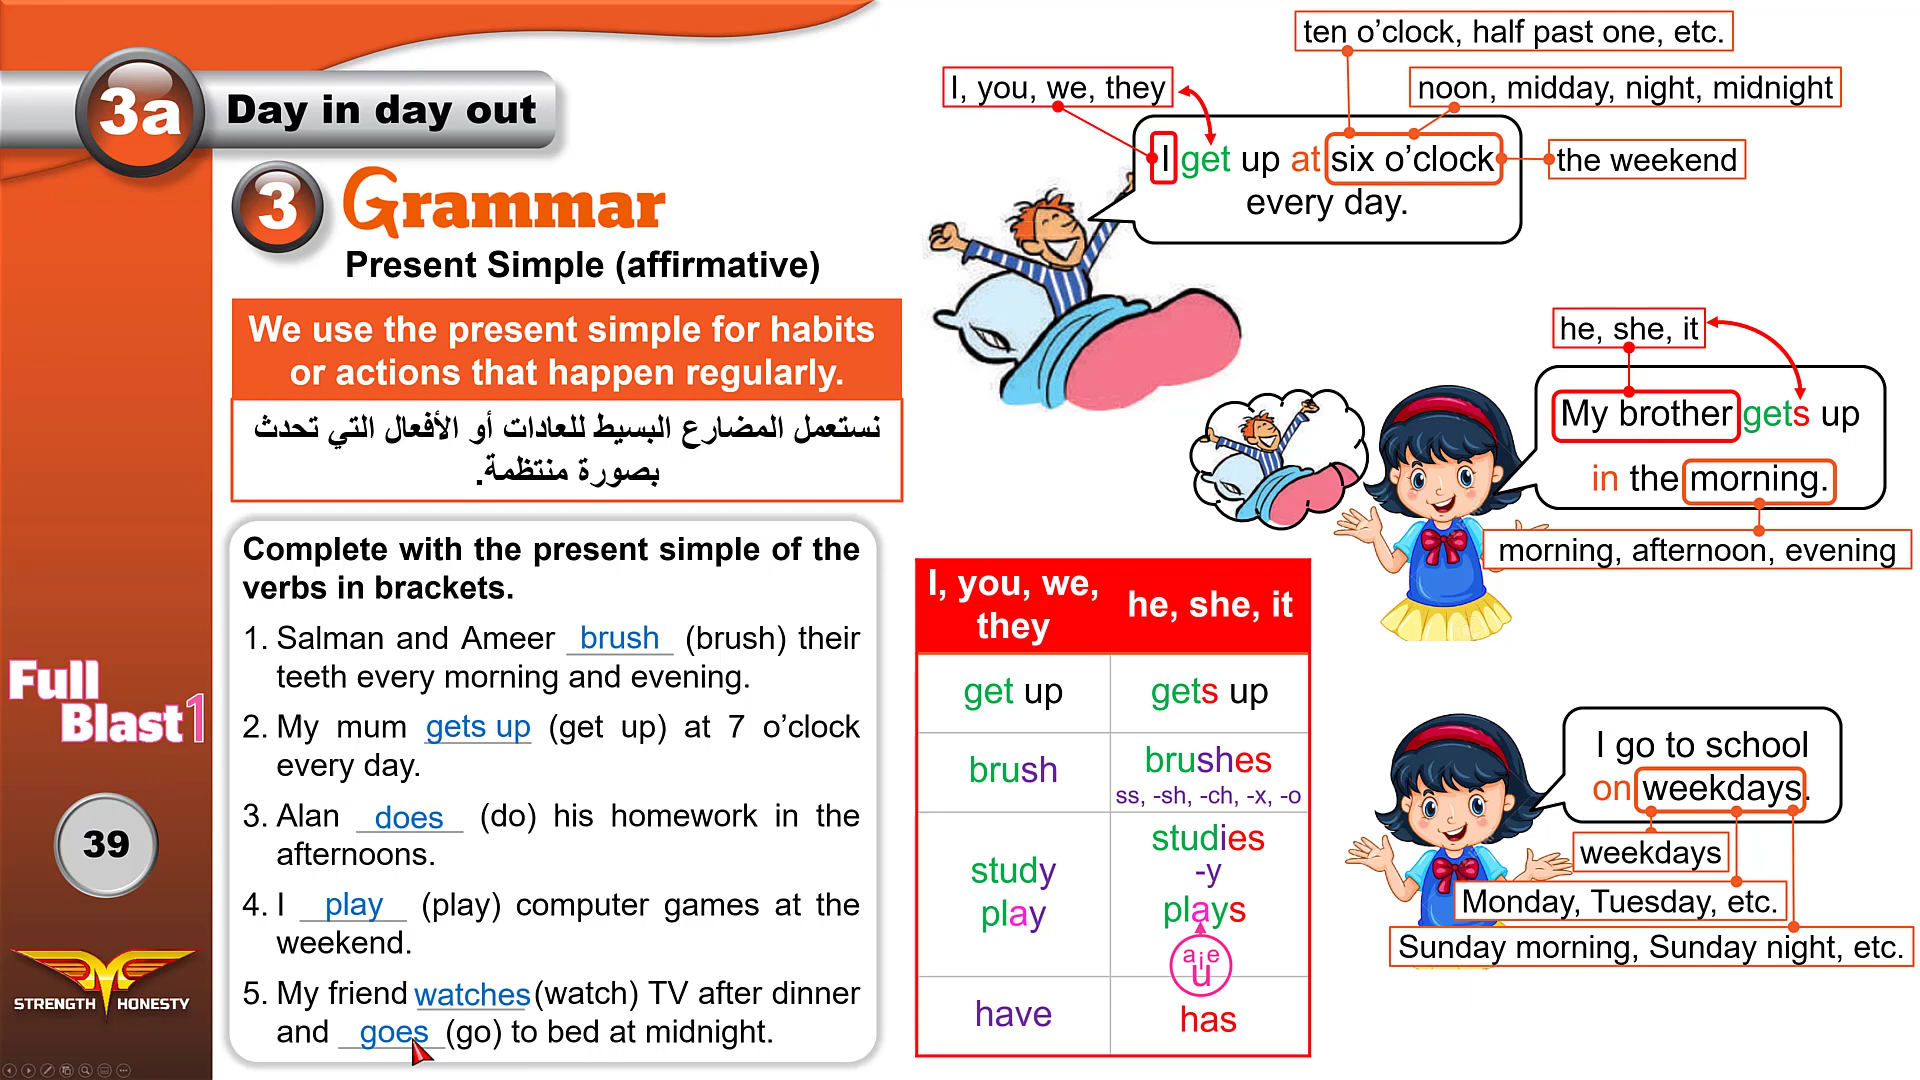 3a
Day in day out
3
Grammar
Present Simple (affirmative)
We use the present simple for habits
or actions that happen regularly.
نستعمل المضارع البسيط للعادات أو الأفعال التي تحدث
بصورة منتظمة.
Complete with the present simple of the
verbs in brackets.
1. Salman and Ameer brush (brush) their
teeth every morning and evening.
2. My mum gets up (get up) at 7 o’clock
every day.
3. Alan does (do) his homework in the
afternoons.
4. I play (play) computer games at the
weekend.
5. My friend watches (watch) TV after dinner
and goes (go) to bed at midnight.
Full
Blast 1
39
STRENGTH HONESTY
ten o’clock, half past one, etc.
I, you, we, they
noon, midday, night, midnight
I get up at six o’clock
every day.
the weekend
he, she, it
My brother gets up
in the morning.
morning, afternoon, evening
I, you, we,
they
he, she, it
get up
gets up
brush
brushes
ss, -sh, -ch, -x, -o
study
studies
-y
play
plays
a i e
u
have
has
I go to school
on weekdays.
weekdays
Monday, Tuesday, etc.
Sunday morning, Sunday night, etc.